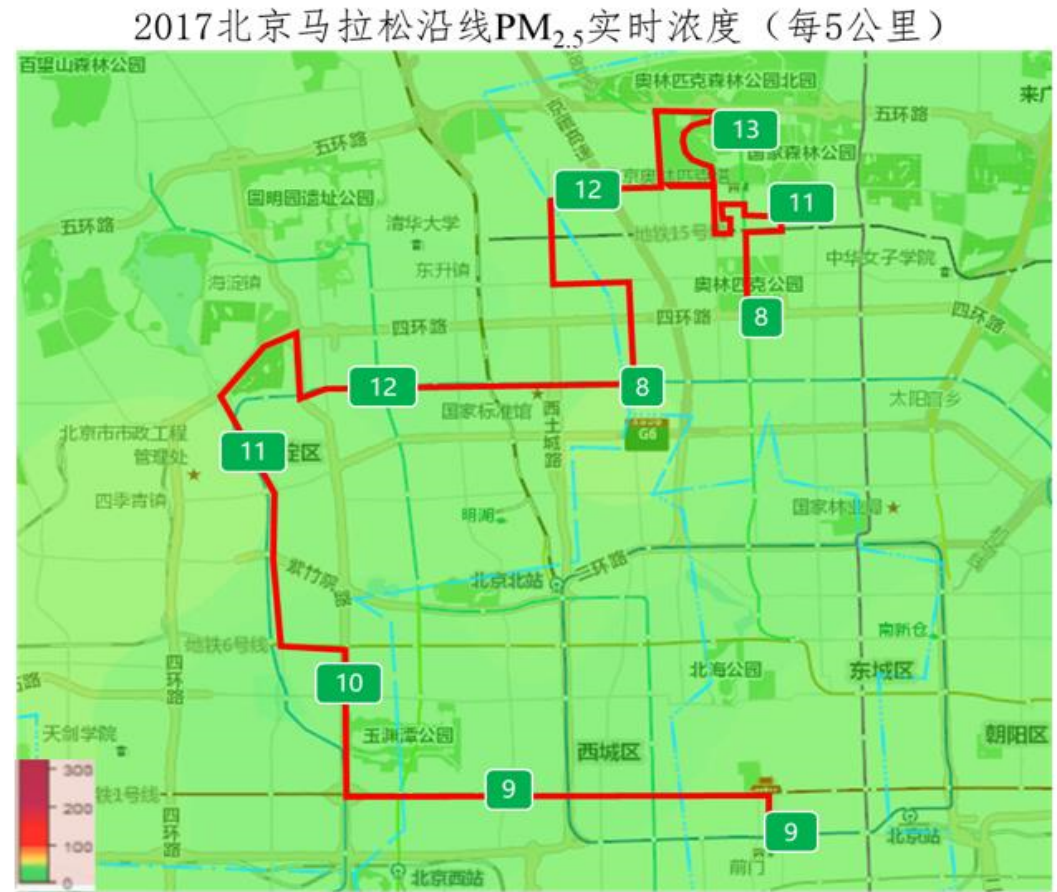 2017北京马拉松沿线PM2.5实时浓度（每5公里）
百望山森林公园
奥林匹克森林公园北园
来广
五环路
五环路
13
国家森林公园
京奥林匹克塔
12
11
圆明园遗址公园
清华大学
五环路
地铁15号线
东升镇
中华女子学院
海淀镇
奥林匹克公园
8
四环路
四环路
四环路
12
8
国家标准馆
太阳宫乡
西土城路
北京市市政工程
管理处
G6
11
淀区
四季青镇
国家林业局
明湖
紫竹院路
北京北站
二环路
南新仓
地铁6号线
四环路
北海公园
东城区
10
天剑学院
玉渊潭公园
西城区
朝阳区
300
200
100
0
铁1号线
9
四环路
9
北京站
前门
北京西站